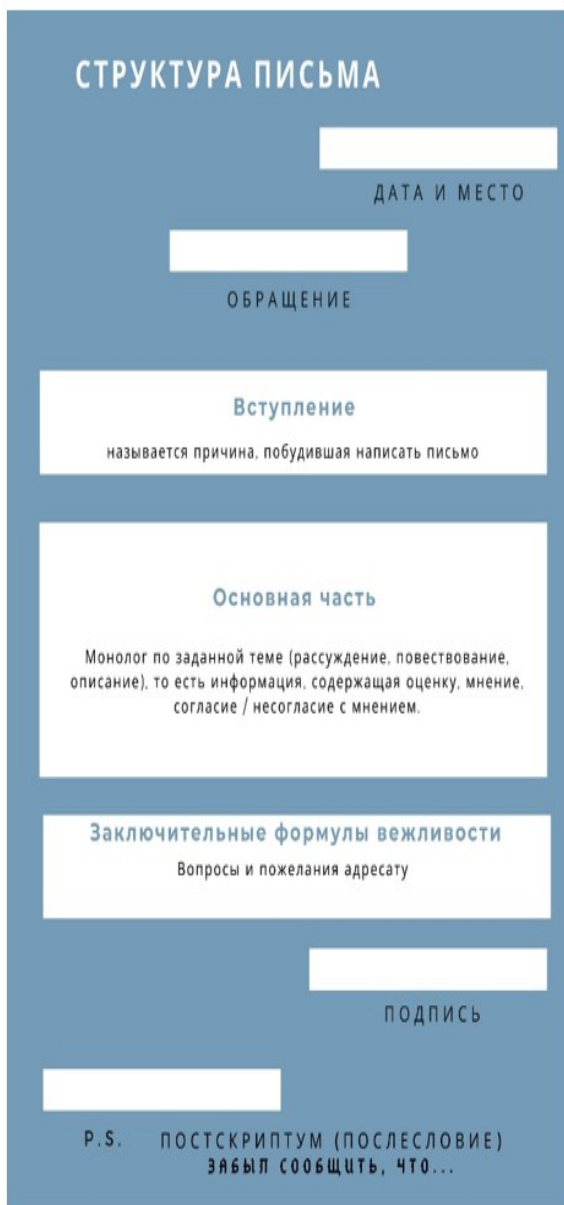 СТРУКТУРА ПИСЬМА
ДАТА И МЕСТО
ОБРАЩЕНИЕ
Вступление
называется причина, побудившая написать письмо
Основная часть
Монолог по заданной теме (рассуждение, повествование,
описание), то есть информация, содержащая оценку, мнение,
согласие / несогласие с мнением.
Заключительные формулы вежливости
Вопросы и пожелания адресату
ПОДПИСЬ
P.S. ПОСТСКРИПТУМ (ПОСЛЕСЛОВИЕ)
ЗАБЫЛ СООБЩИТЬ, ЧТО...